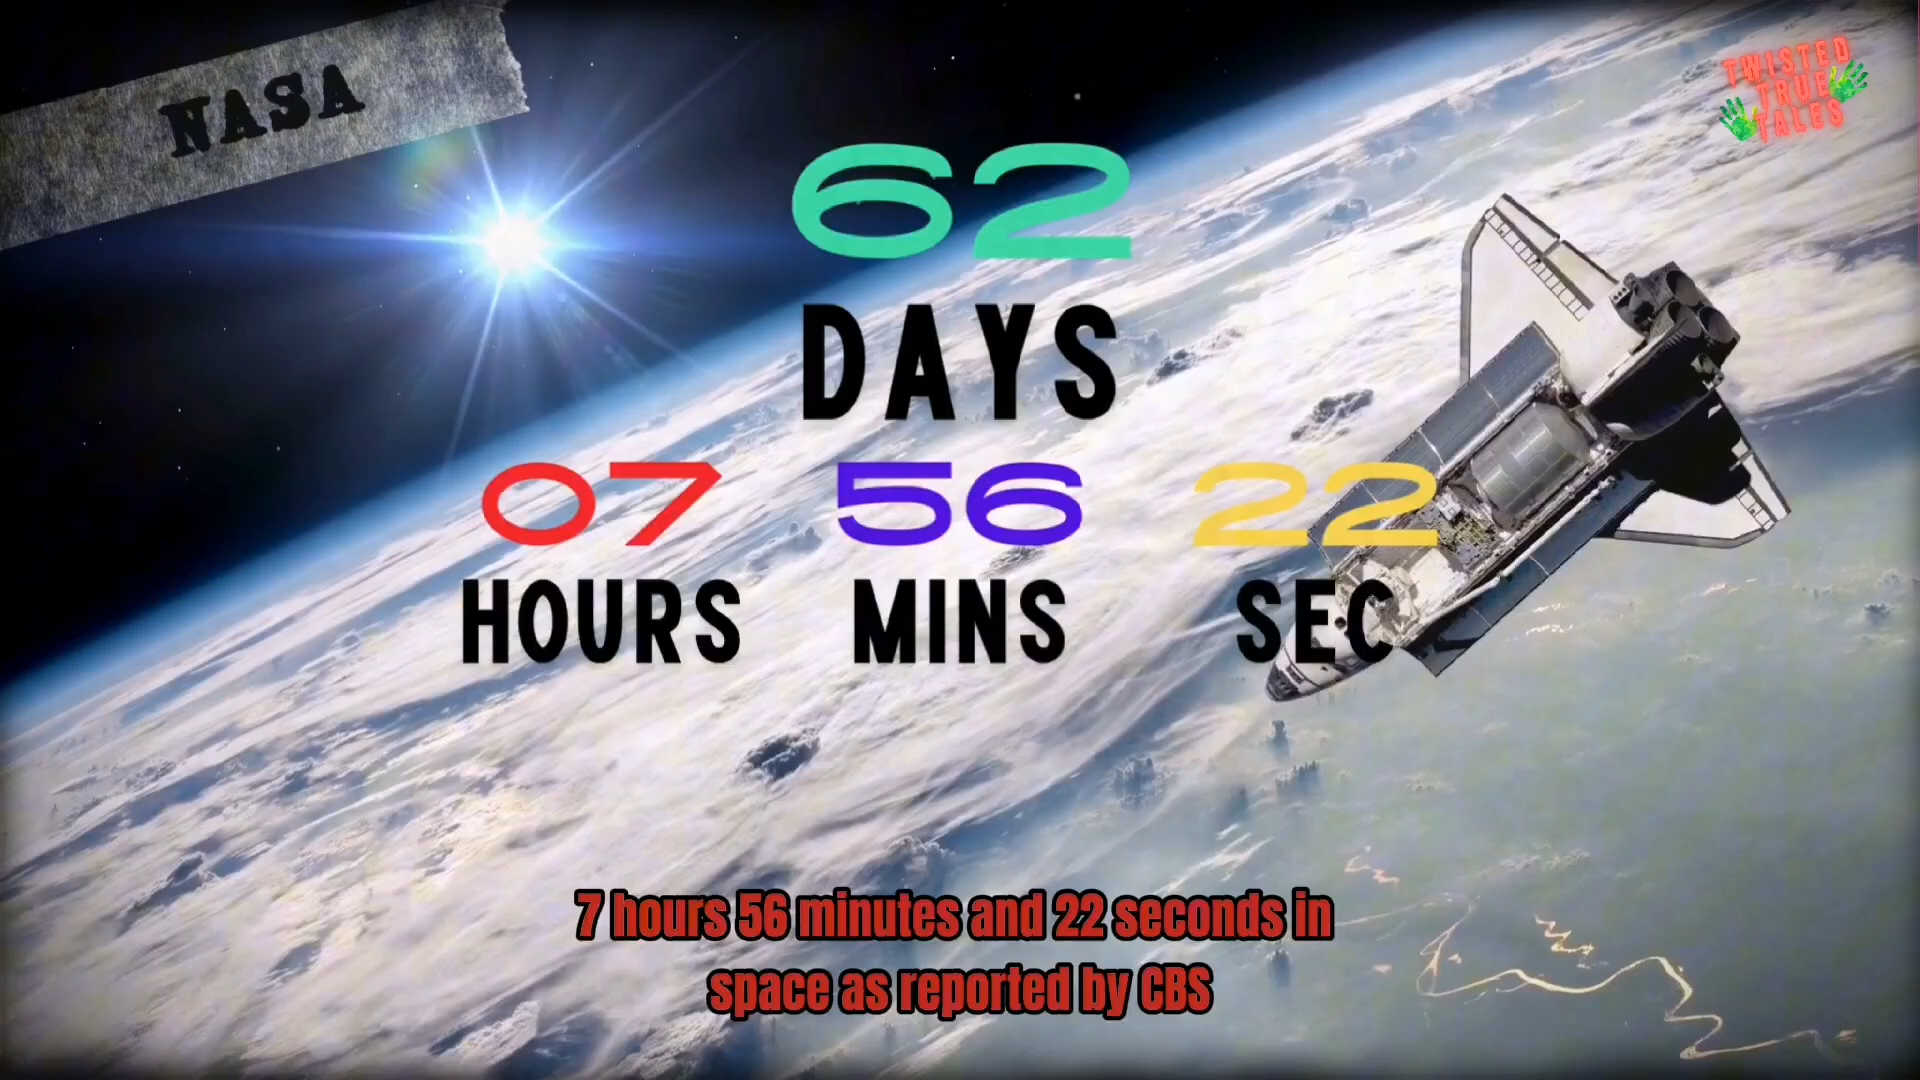 NASA
TWISTED
TRUE
TALES
62
DAYS
07 56 22
HOURS MINS SEC
7 hours 56 minutes and 22 seconds in
space as reported by CBS